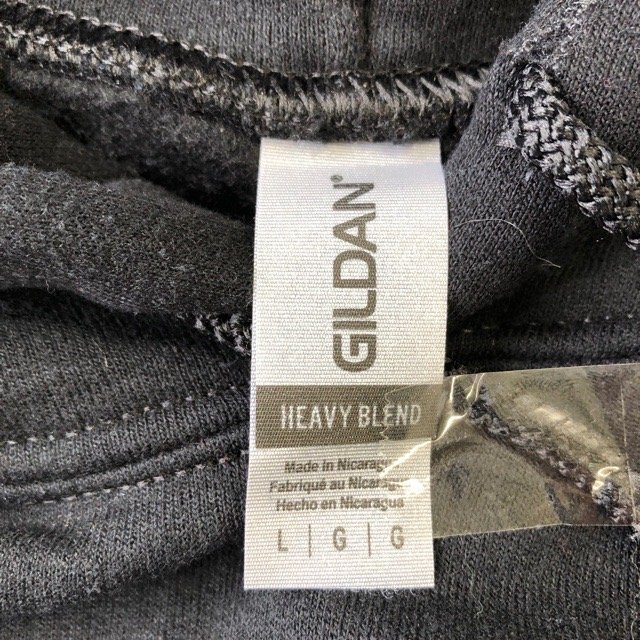 GILDAN®
HEAVY BLEND
Made in Nicaragua
Fabriqué au Nicaragua
Hecho en Nicaragua
L | G | G